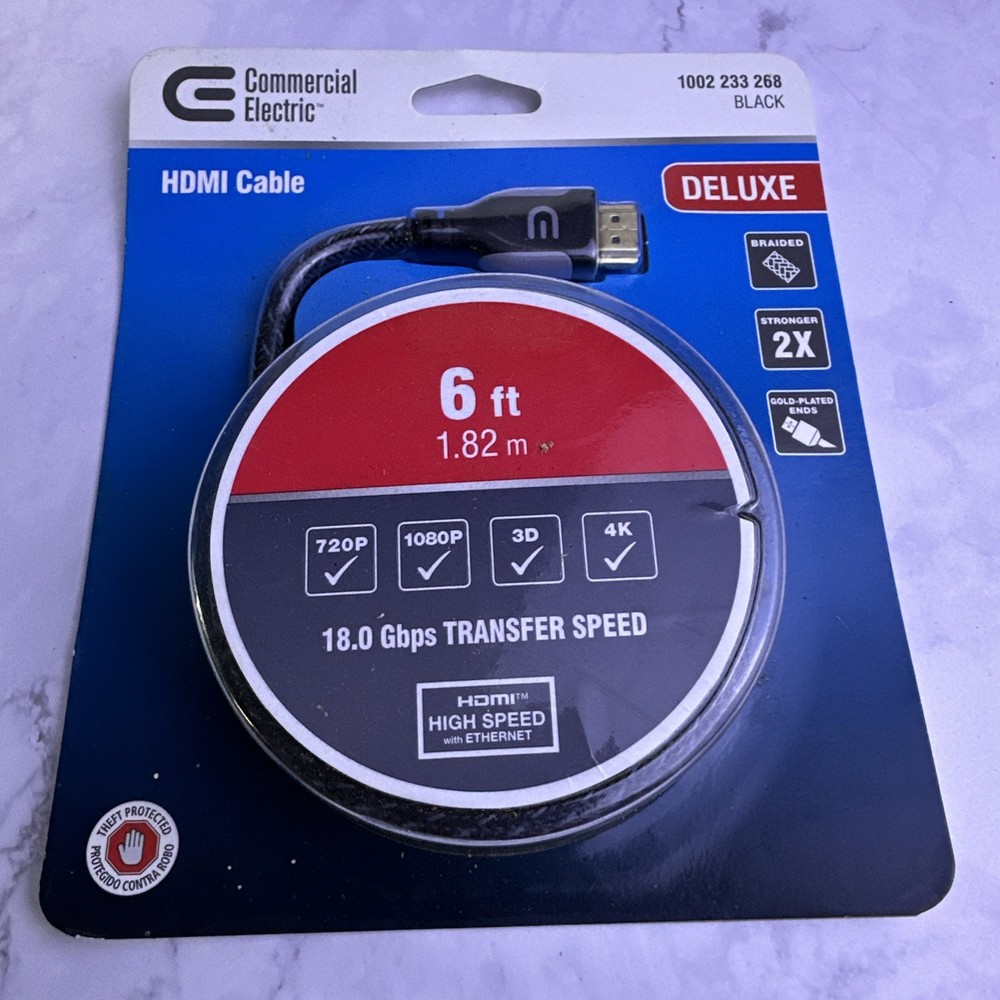 Commercial
Electric™
1002 233 268
BLACK
HDMI Cable
DELUXE
BRAIDED
STRONGER
2X
GOLD-PLATED
ENDS
6 ft
1.82 m
720P
1080P
3D
4K
18.0 Gbps TRANSFER SPEED
HDMI™
HIGH SPEED
with ETHERNET
THEFT PROTECTED
PROTEGIDO CONTRA ROBO